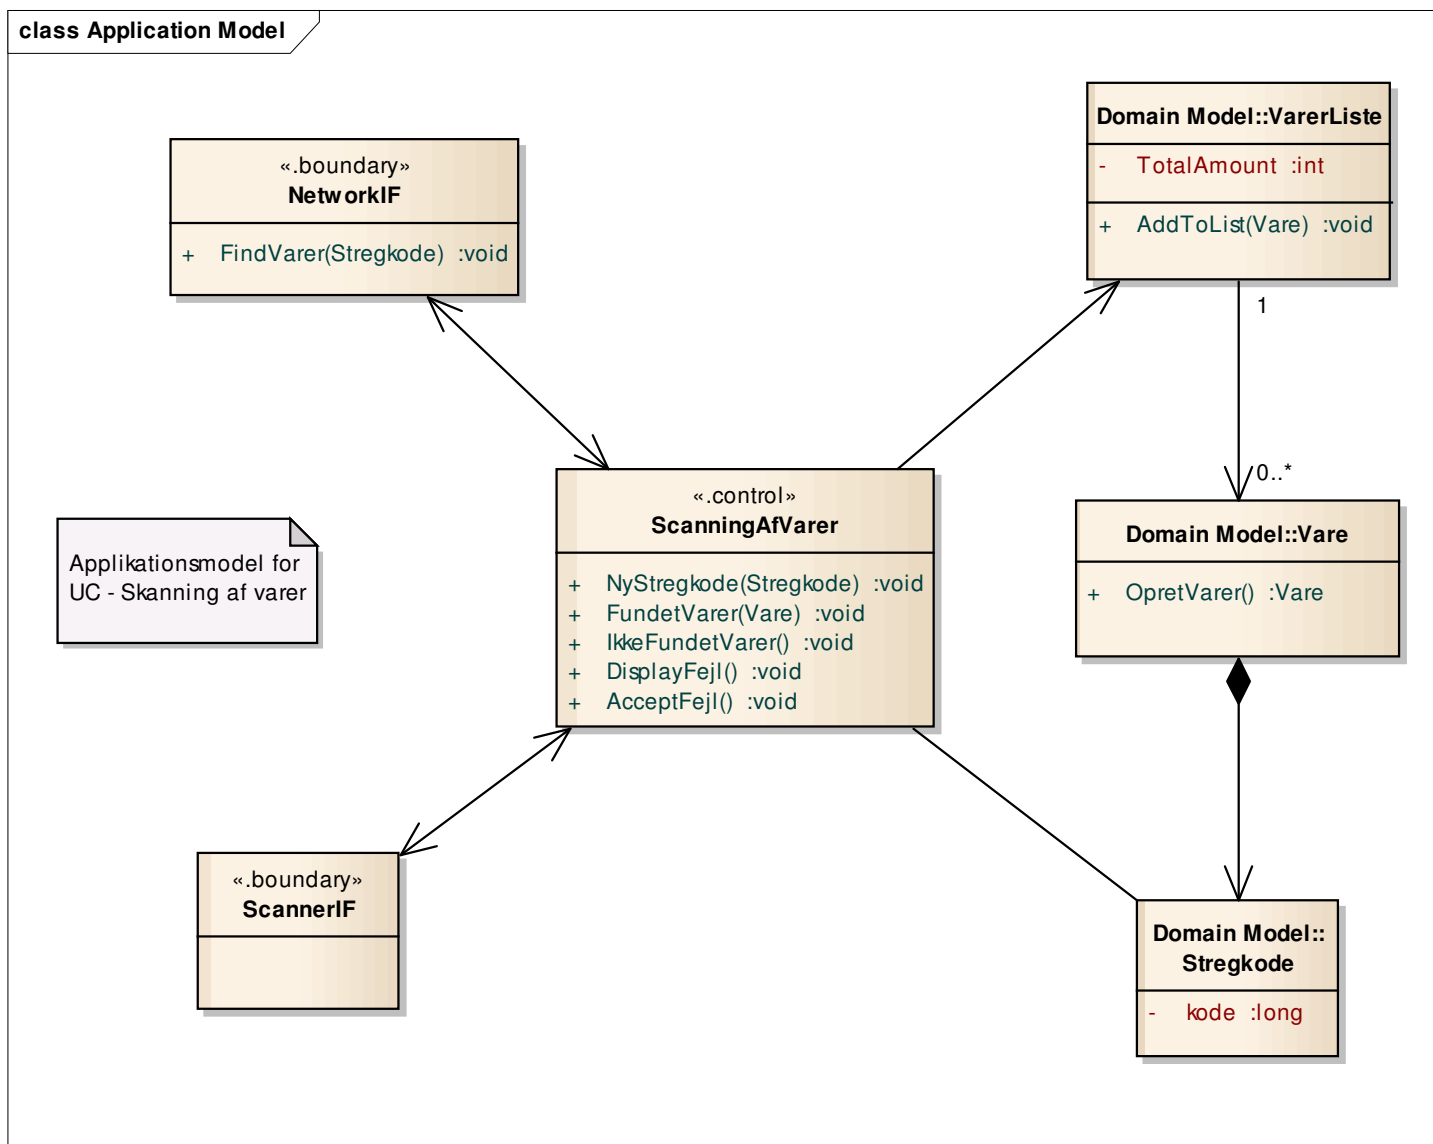 class Application Model
«.boundary»
NetworkIF
+ FindVarer(Stregkode) :void
Domain Model::VarerListe
- TotalAmount :int
+ AddToList(Vare) :void
1
0..*
«.control»
ScanningAfVarer
+ NyStregkode(Stregkode) :void
+ FundetVarer(Vare) :void
+ IkkeFundetVarer() :void
+ DisplayFejl() :void
+ AcceptFejl() :void
Applikationsmodel for
UC - Skanning af varer
Domain Model::Vare
+ OpretVarer() :Vare
«.boundary»
ScannerIF
Domain Model::
Stregkode
- kode :long